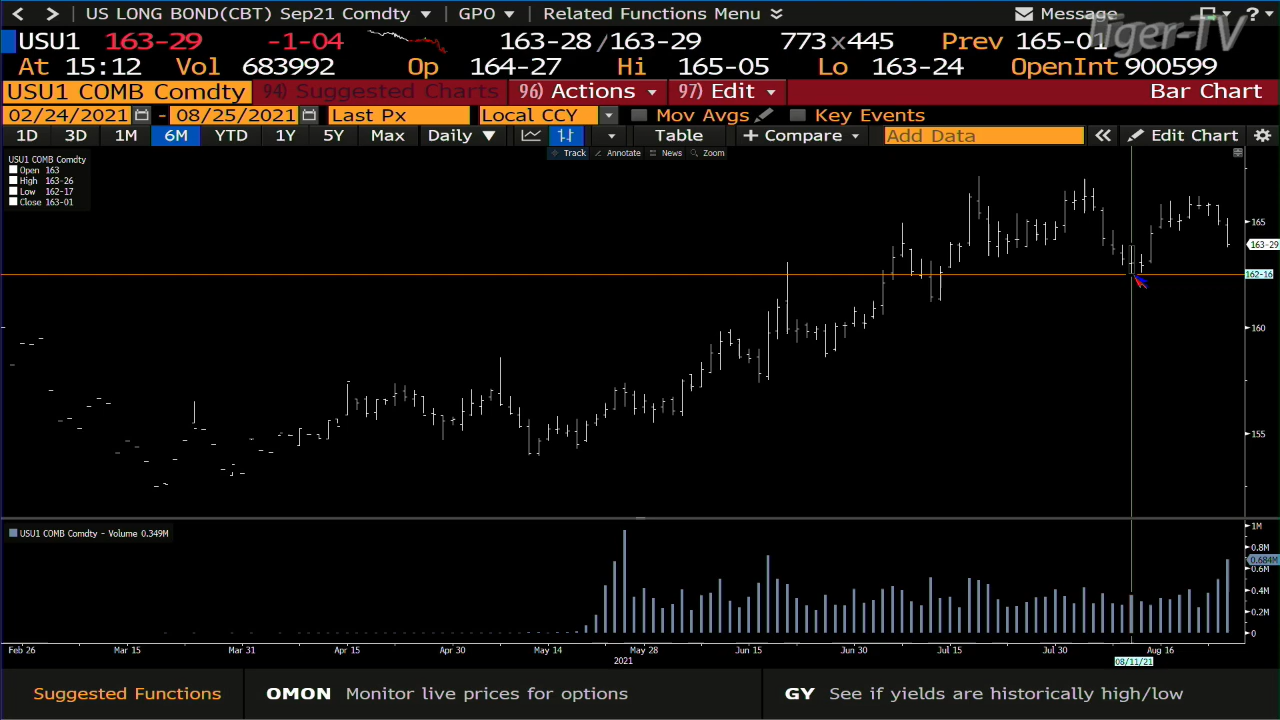 US LONG BOND(CBT) Sep21 Comdty GPO Related Functions Menu Message ?
USU1 163-29 -1-04 163-28/163-29 773x445 Prev 165-01
At 15:12 Vol 683992 Op 164-27 Hi 165-05 Lo 163-24 OpenInt 900599
USU1 COMB Comdty 94) Suggested Charts 96) Actions 97) Edit Bar Chart
02/24/2021 - 08/25/2021 Last Px Local CCY Mov Avgs Key Events
1D 3D 1M 6M YTD 1Y 5Y Max Daily Table + Compare Add Data Edit Chart
Track Annotate News Zoom
USU1 COMB Comdty
Open 163
High 163-26
Low 162-17
Close 163-01
165
163-29
162-16
160
155
USU1 COMB Comdty - Volume 0.349M
1M
0.8M
0.684M
0.6M
0.4M
0.2M
0
Feb 26 Mar 15 Mar 31 Apr 15 Apr 30 May 14 May 28 Jun 15 Jun 30 Jul 15 Jul 30 Aug 16
2021 08/11/21
Suggested Functions OMON Monitor live prices for options GY See if yields are historically high/low